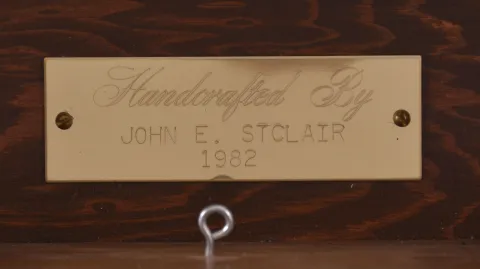 Handcrafted By
JOHN E. STCLAIR
1982